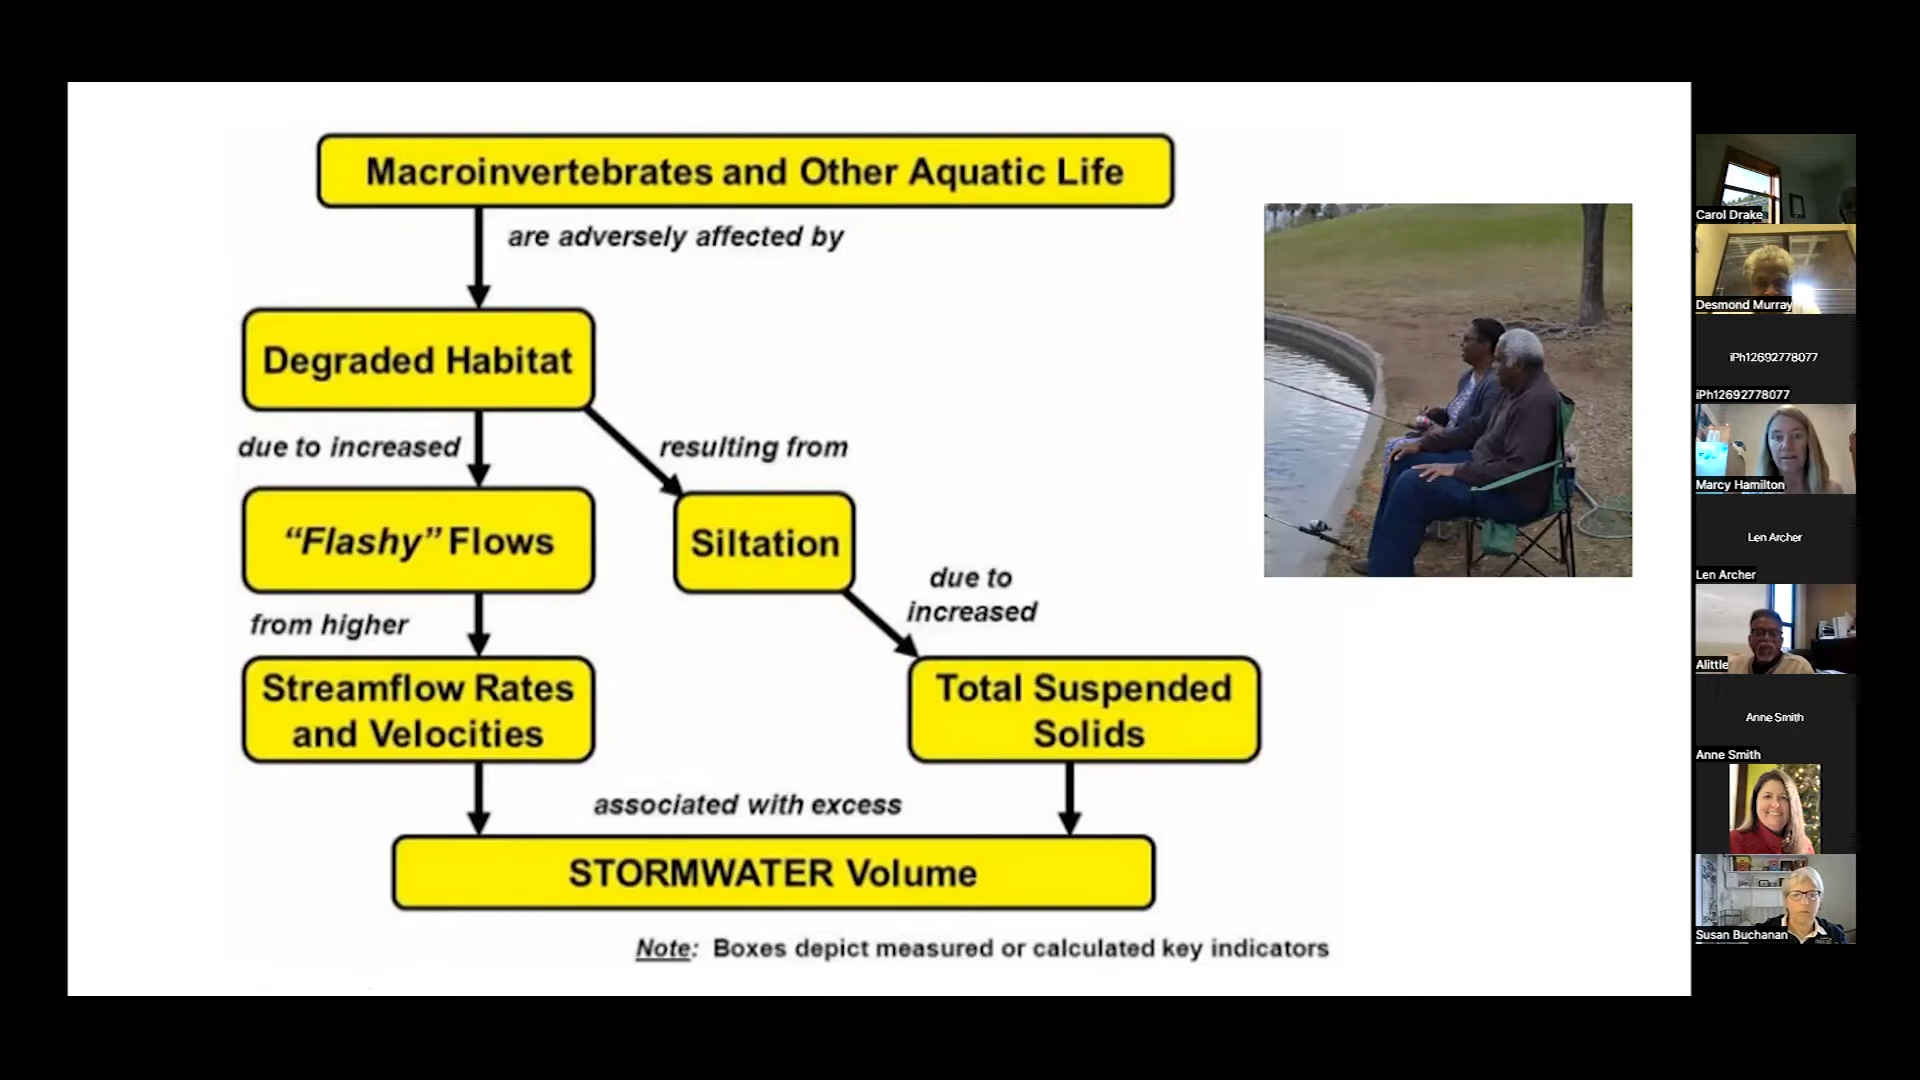 Macroinvertebrates and Other Aquatic Life
are adversely affected by
Degraded Habitat
due to increased
resulting from
“Flashy” Flows
Siltation
due to
increased
from higher
Streamflow Rates
and Velocities
Total Suspended
Solids
associated with excess
STORMWATER Volume
Note: Boxes depict measured or calculated key indicators
Carol Drake
Desmond Murray
iPh12692778077
iPh12692778077
Marcy Hamilton
Len Archer
Len Archer
Alittle
Anne Smith
Anne Smith
Susan Buchanan